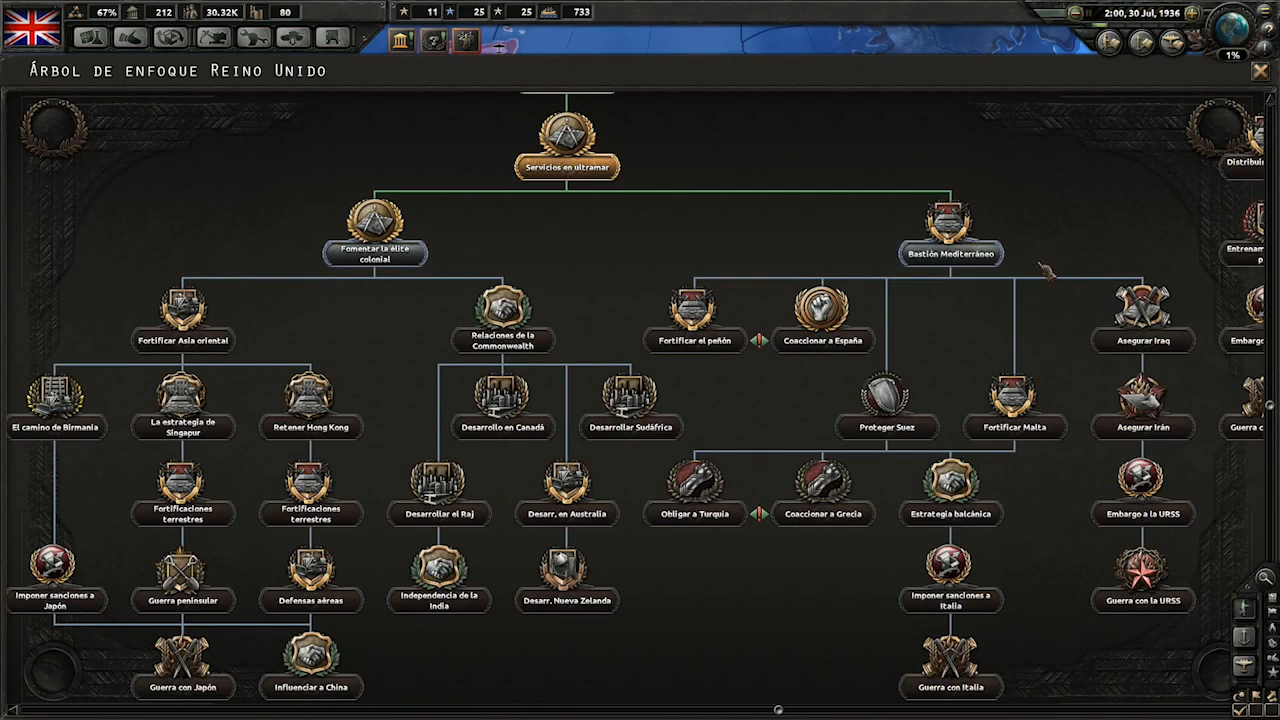 67% 212 30.32K 80 11 25 25 733 2:00, 30 Jul, 1936
1%
ÁRBOL DE ENFOQUE REINO UNIDO
Servicios en ultramar
Distribuir
Fomentar la élite
colonial
Bastión Mediterráneo
Fortificar Asia oriental
Relaciones de la
Commonwealth
Fortificar el peñón
Coaccionar a España
Asegurar Iraq
Embargo
El camino de Birmania
La estrategia de
Singapur
Retener Hong Kong
Desarrollo en Canadá
Desarrollar Sudáfrica
Proteger Suez
Fortificar Malta
Asegurar Irán
Guerra c
Fortificaciones
terrestres
Fortificaciones
terrestres
Desarrollar el Raj
Desarr. en Australia
Obligar a Turquía
Coaccionar a Grecia
Estrategia balcánica
Embargo a la URSS
Imponer sanciones a
Japón
Guerra peninsular
Defensas aéreas
Independencia de la
India
Desarr. Nueva Zelanda
Imponer sanciones a
Italia
Guerra con la URSS
Guerra con Japón
Influenciar a China
Guerra con Italia